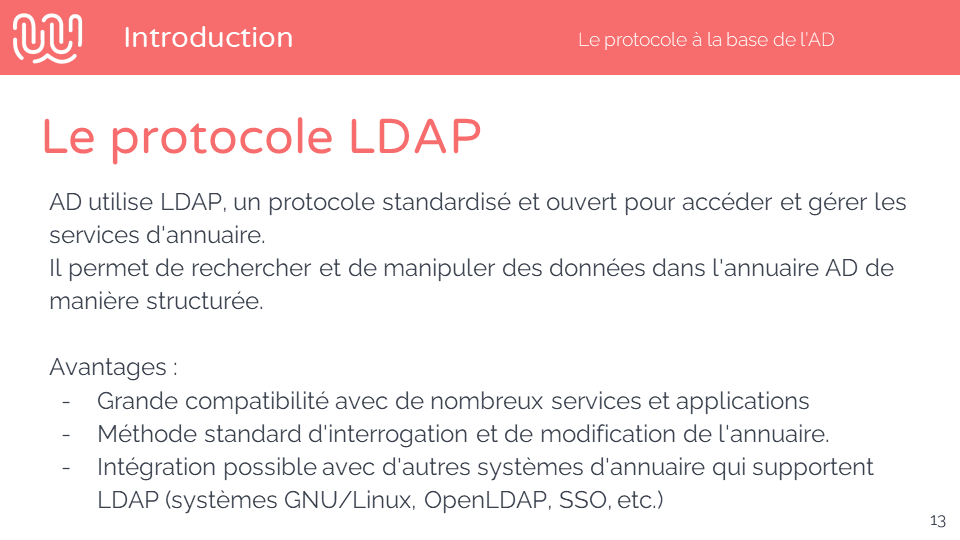 Introduction
Le protocole à la base de l'AD
Le protocole LDAP
AD utilise LDAP, un protocole standardisé et ouvert pour accéder et gérer les
services d'annuaire.
Il permet de rechercher et de manipuler des données dans l'annuaire AD de
manière structurée.
Avantages :
- Grande compatibilité avec de nombreux services et applications
- Méthode standard d'interrogation et de modification de l'annuaire.
- Intégration possible avec d'autres systèmes d'annuaire qui supportent
LDAP (systèmes GNU/Linux, OpenLDAP, SSO, etc.)
13